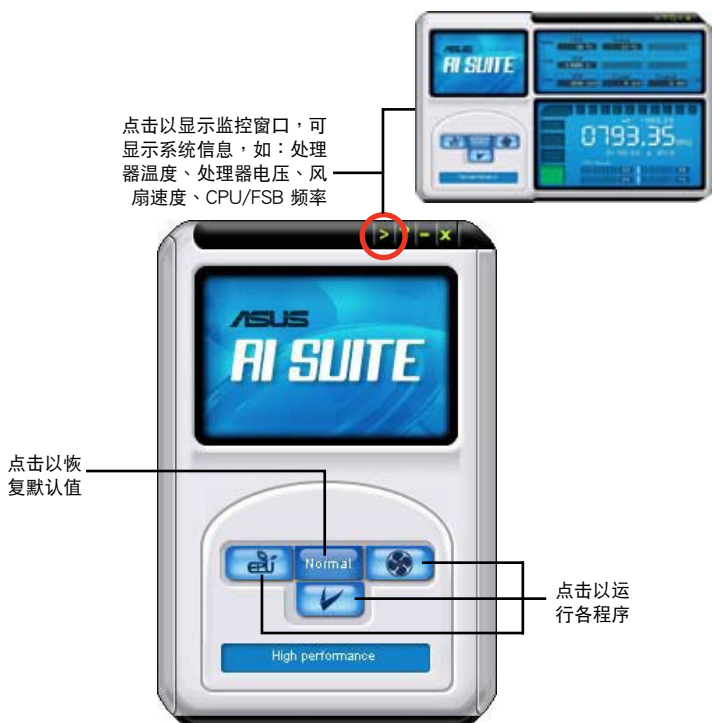 ASUS
AI SUITE
0793.35
点击以显示监控窗口，可
显示系统信息，如：处理
器温度、处理器电压、风
扇速度、CPU/FSB 频率
> ? - x
ASUS
AI SUITE
点击以恢
复默认值
EPU
Normal
点击以运
行各程序
High performance